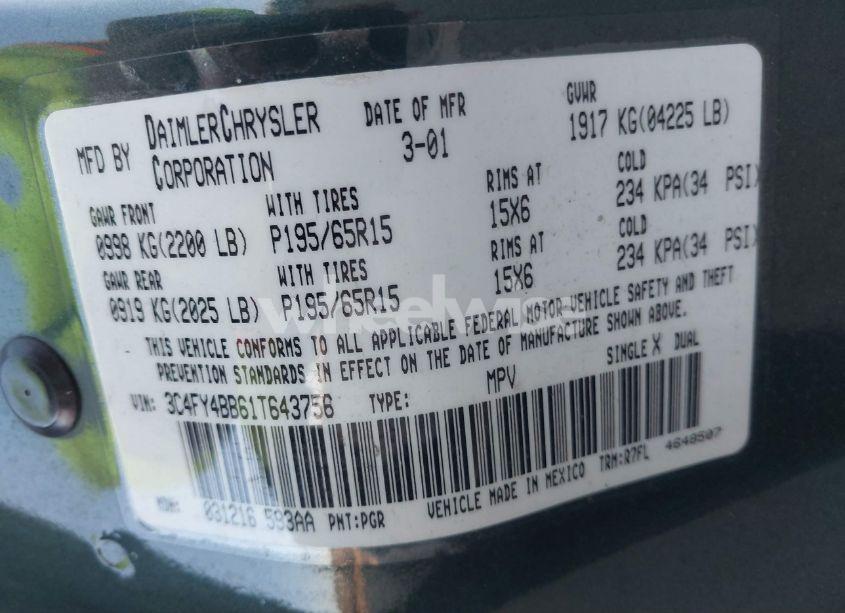 MFD BY DAIMLERCHRYSLER CORPORATION DATE OF MFR 3-01 GVWR 1917 KG(04225 LB)
GAWR FRONT WITH TIRES RIMS AT COLD
0998 KG(2200 LB) P195/65R15 15X6 234 KPA(34 PSI)
GAWR REAR WITH TIRES RIMS AT COLD
0919 KG(2025 LB) P195/65R15 15X6 234 KPA(34 PSI)
THIS VEHICLE CONFORMS TO ALL APPLICABLE FEDERAL MOTOR VEHICLE SAFETY AND THEFT
PREVENTION STANDARDS IN EFFECT ON THE DATE OF MANUFACTURE SHOWN ABOVE.
VIN: 3C4FY4BB61T643756 TYPE: MPV SINGLE X DUAL
MDH: 031216 593AA PNT:PGR VEHICLE MADE IN MEXICO TRM:R7FL 4648507